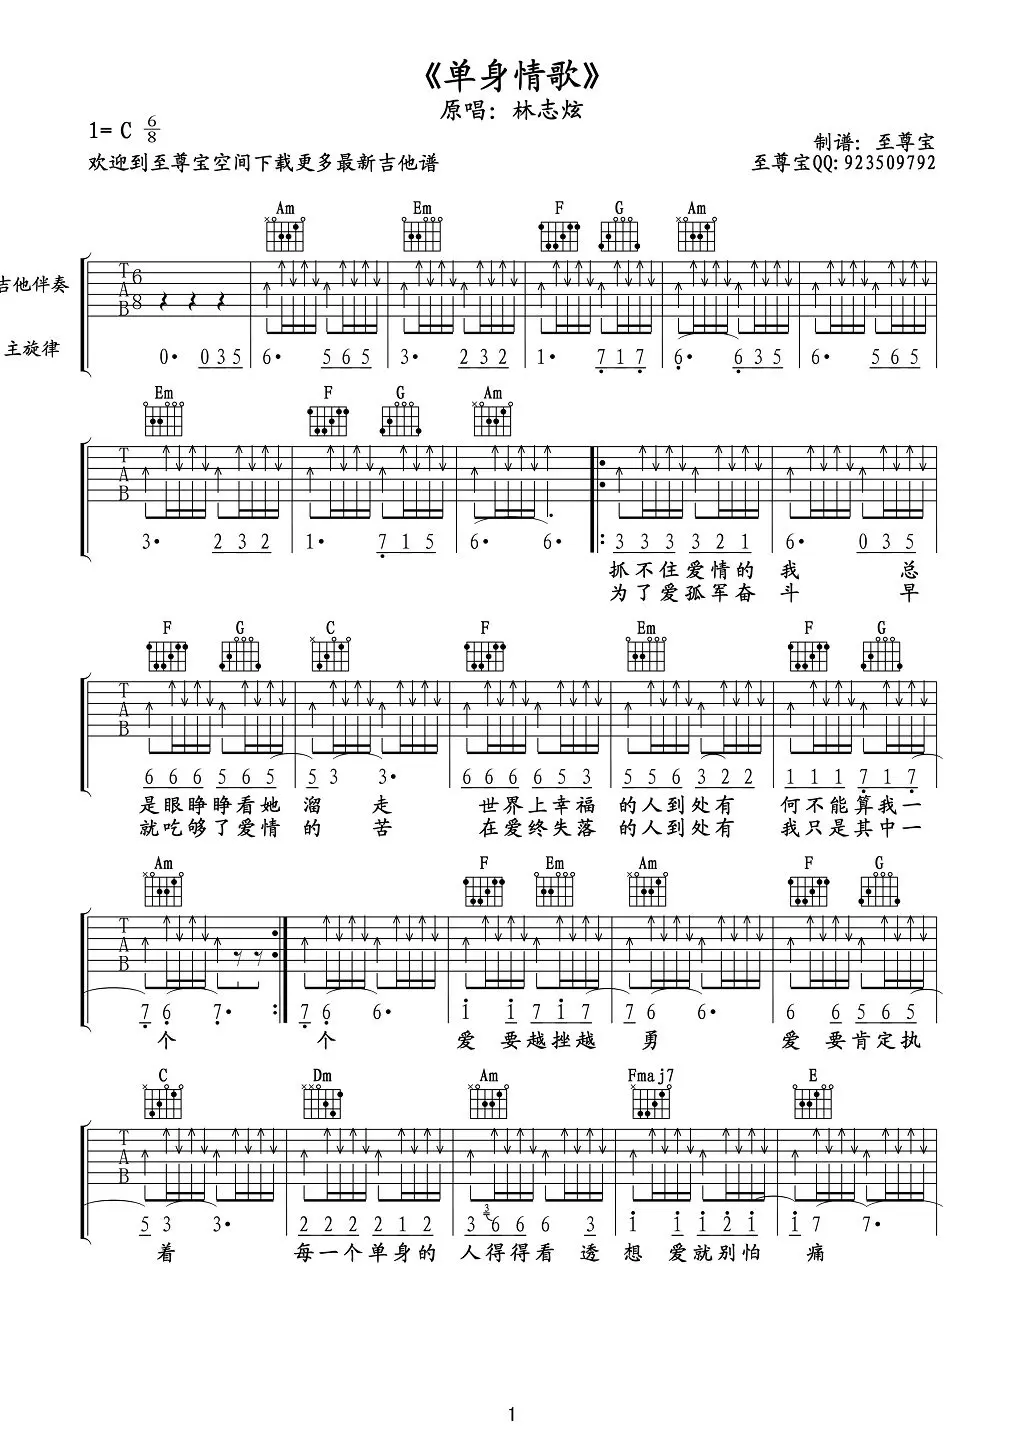 《单身情歌》
原唱：林志炫
1= C 6/8
制谱：至尊宝
欢迎到至尊宝空间下载更多最新吉他谱
至尊宝QQ:923509792
Am Em F G Am
吉他伴奏
T A B 6 8
主旋律
0· 0 3 5 6· 5 6 5 3· 2 3 2 1· 7 1 7 6· 6 3 5 6· 5 6 5
Em F G Am
T A B
3· 2 3 2 1· 7 1 5 6· 6· 3 3 3 3 2 1 6· 0 3 5
抓不住爱情的 我 总
为了爱孤军奋 斗 早
F G C F Em F G
T A B
6 6 6 5 6 5 5 3 3· 6 6 6 6 5 3 5 5 6 3 2 2 1 1 1 7 1 7
是眼睁睁看她 溜 走 世界上幸福 的人到处有 何不能算我一
就吃够了爱情 的 苦 在爱终失落 的人到处有 我只是其中一
Am F Em Am F G
T A B
7 6 7· 7 6 6· 1 1 7 1 7 7 6 6· 6 6 5 6 5
个 个 爱 要越挫越 勇 爱 要肯定执
C Dm Am Fmaj7 E
T A B
5 3 3· 2 2 2 2 1 2 3 3 6 6 6 3 1 1 1 2 1 1 7 7·
着 每一个单身的 人得得看 透 想 爱就别怕 痛
1